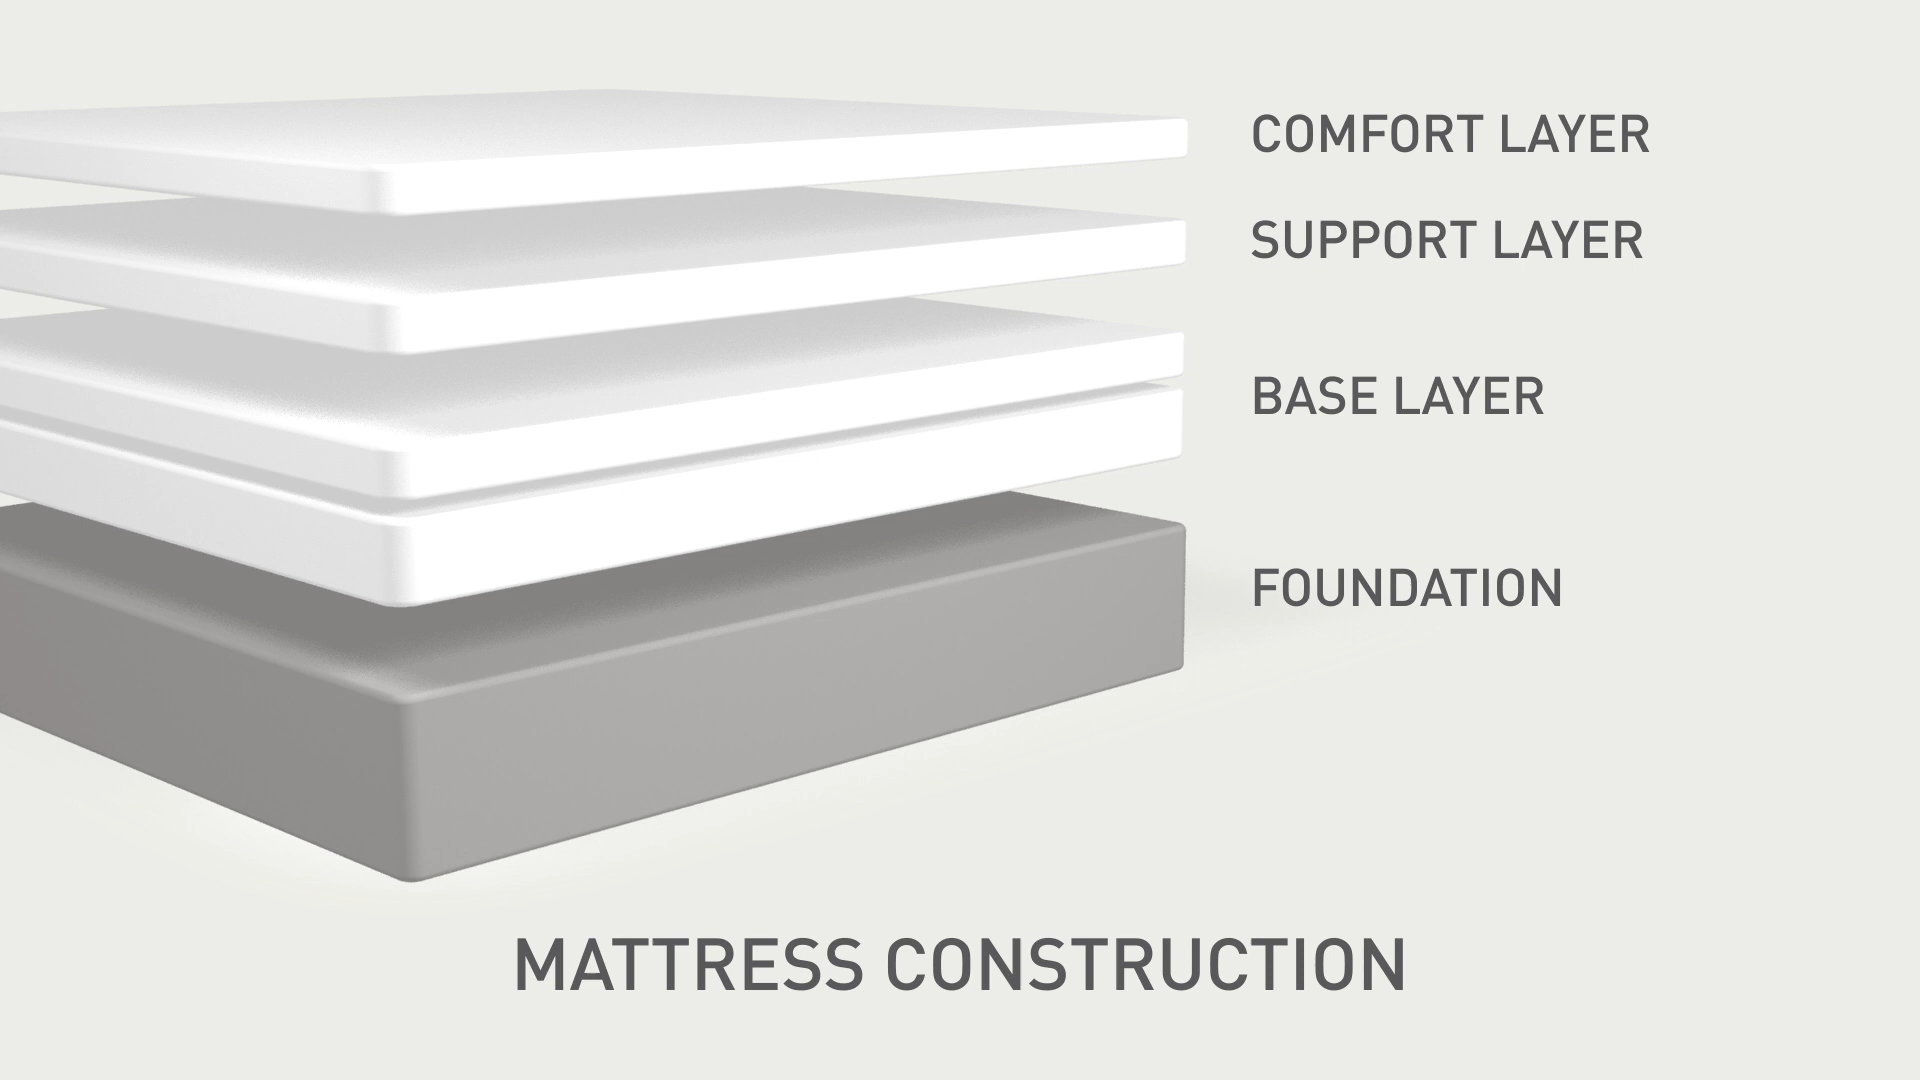 COMFORT LAYER
SUPPORT LAYER
BASE LAYER
FOUNDATION
MATTRESS CONSTRUCTION